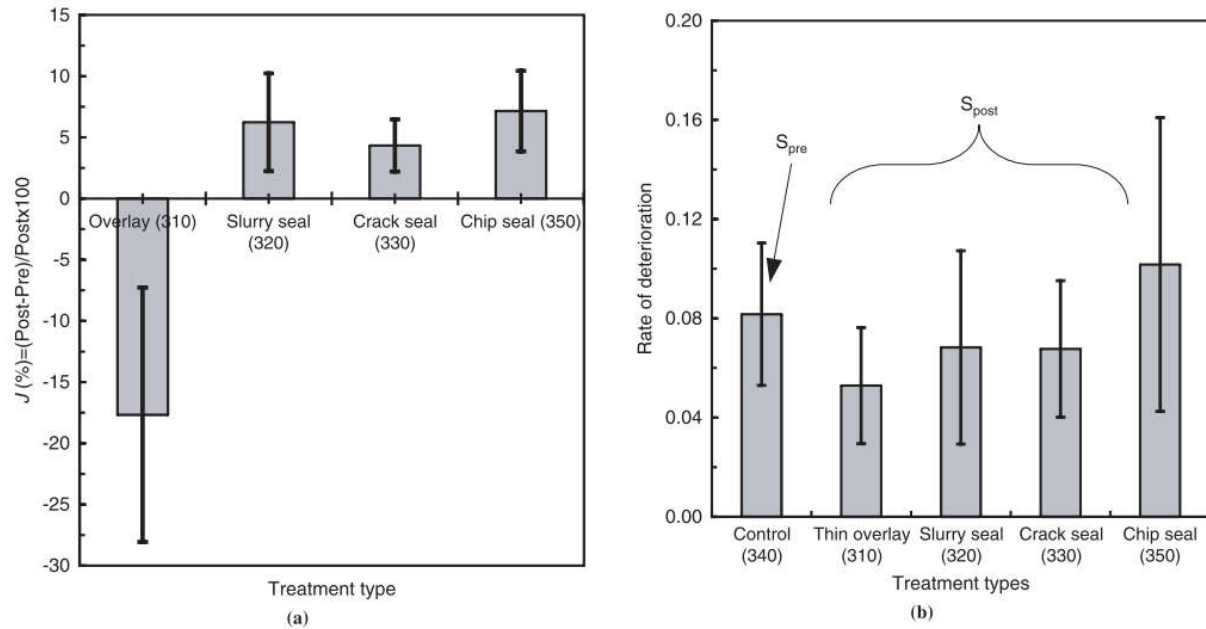 15
10
5
0
-5
-10
-15
-20
-25
-30
J (%)=(Post-Pre)/Postx100
Overlay (310)
Slurry seal
(320)
Crack seal
(330)
Chip seal (350)
Treatment type
(a)
0.20
0.16
0.12
0.08
0.04
0.00
Rate of deterioration
Spre
Spost
Control
(340)
Thin overlay
(310)
Slurry seal
(320)
Crack seal
(330)
Chip seal
(350)
Treatment types
(b)